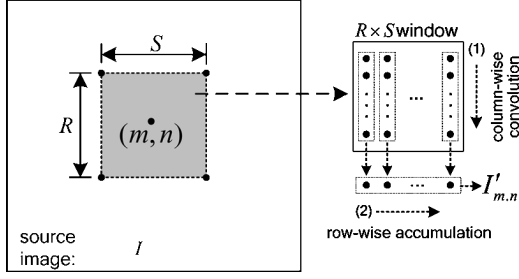 S
R × S window
R
(m,n)
(1)
column-wise
convolution
...
...
I'm.n
(2)
row-wise accumulation
source
image:
I